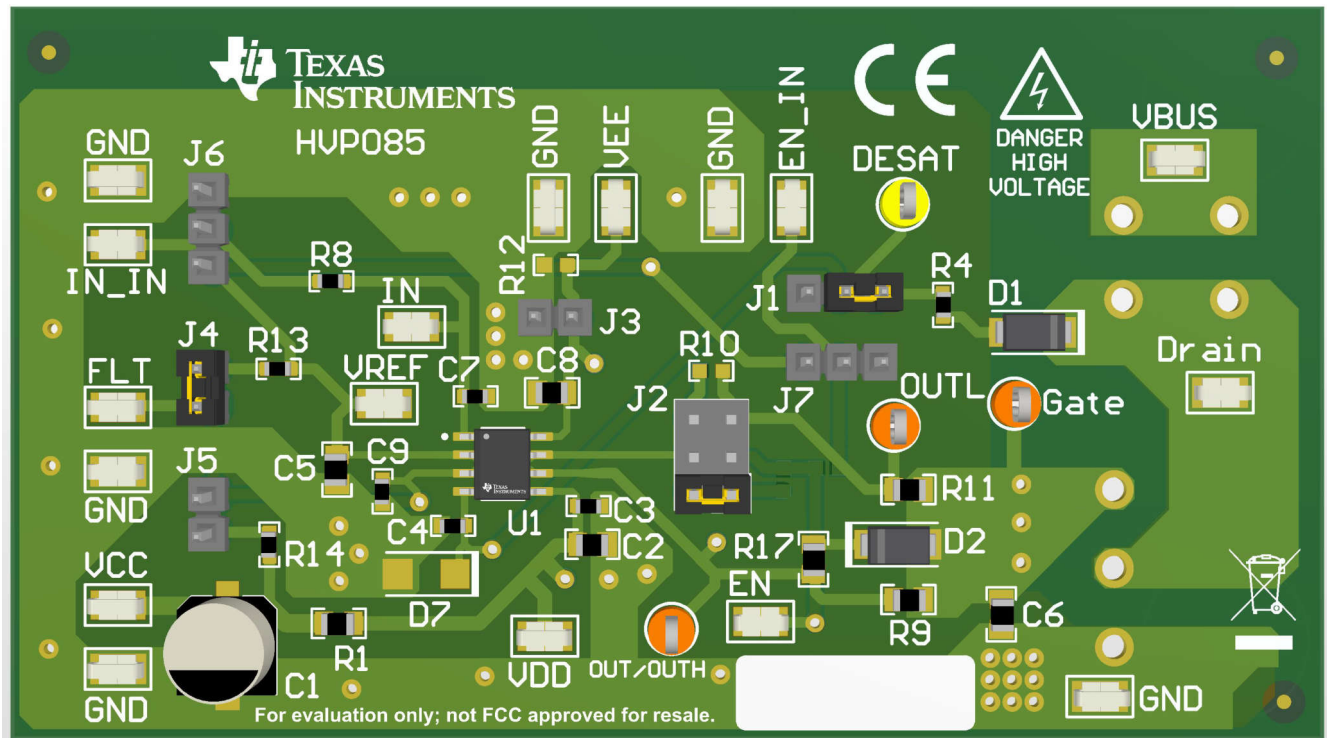 TEXAS
INSTRUMENTS
HVP085
GND
J6
IN_IN
R8
IN
GND
VEE
GND
EN_IN
DESAT
DANGER
HIGH
VOLTAGE
VBUS
R12
J3
J1
R4
D1
Drain
J4
FLT
R13
VREF
C7
C8
R10
J2
J7
OUTL
Gate
GND
J5
C5
C9
C4
U1
TEXAS
INSTRUMENTS
C3
C2
R11
R17
D2
R14
VCC
D7
EN
R9
C6
GND
C1
R1
VDD
OUT/OUTH
GND
For evaluation only; not FCC approved for resale.